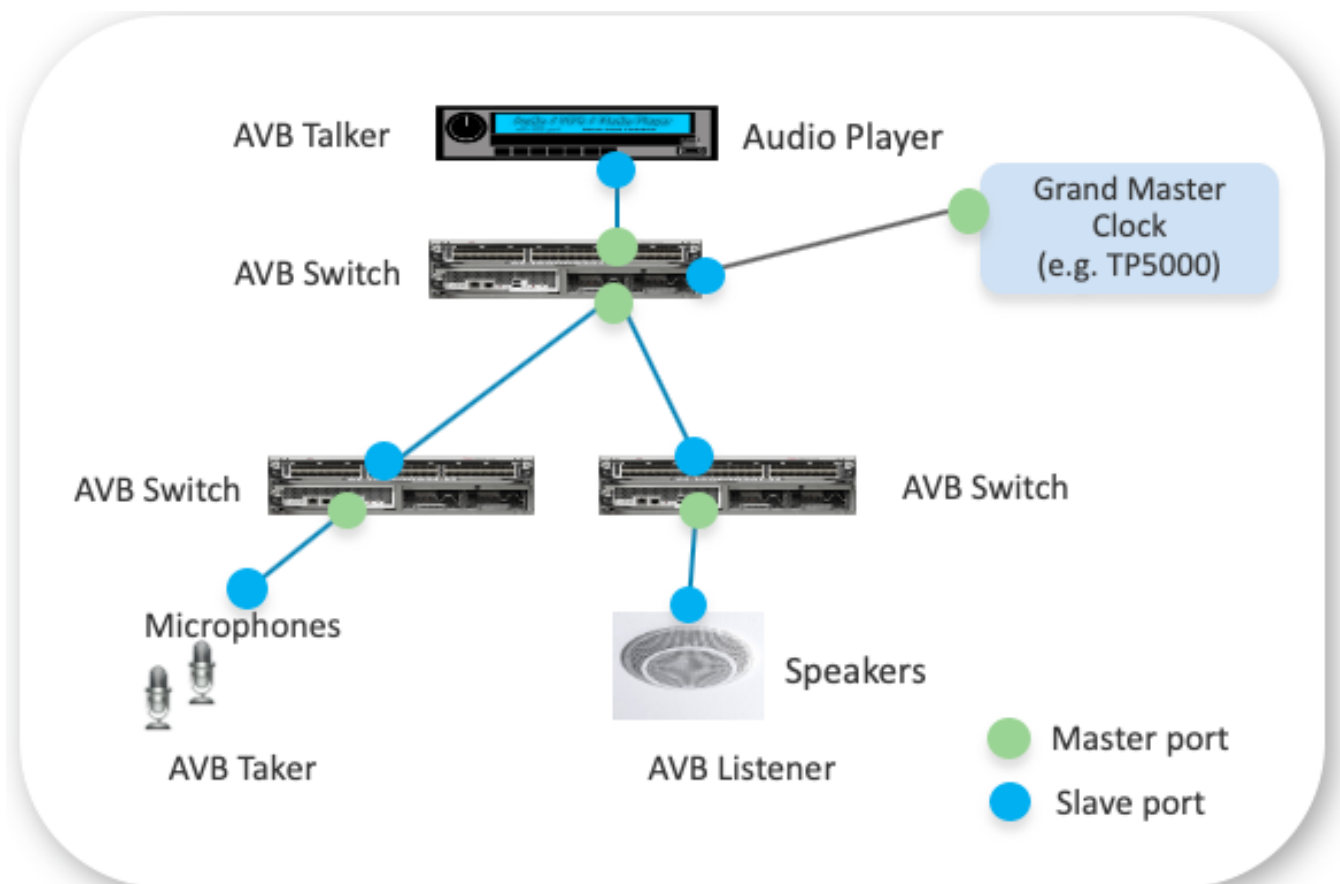 AVB Talker
Audio Player
Grand Master
Clock
(e.g. TP5000)
AVB Switch
AVB Switch
AVB Switch
Microphones
Speakers
AVB Taker
AVB Listener
Master port
Slave port